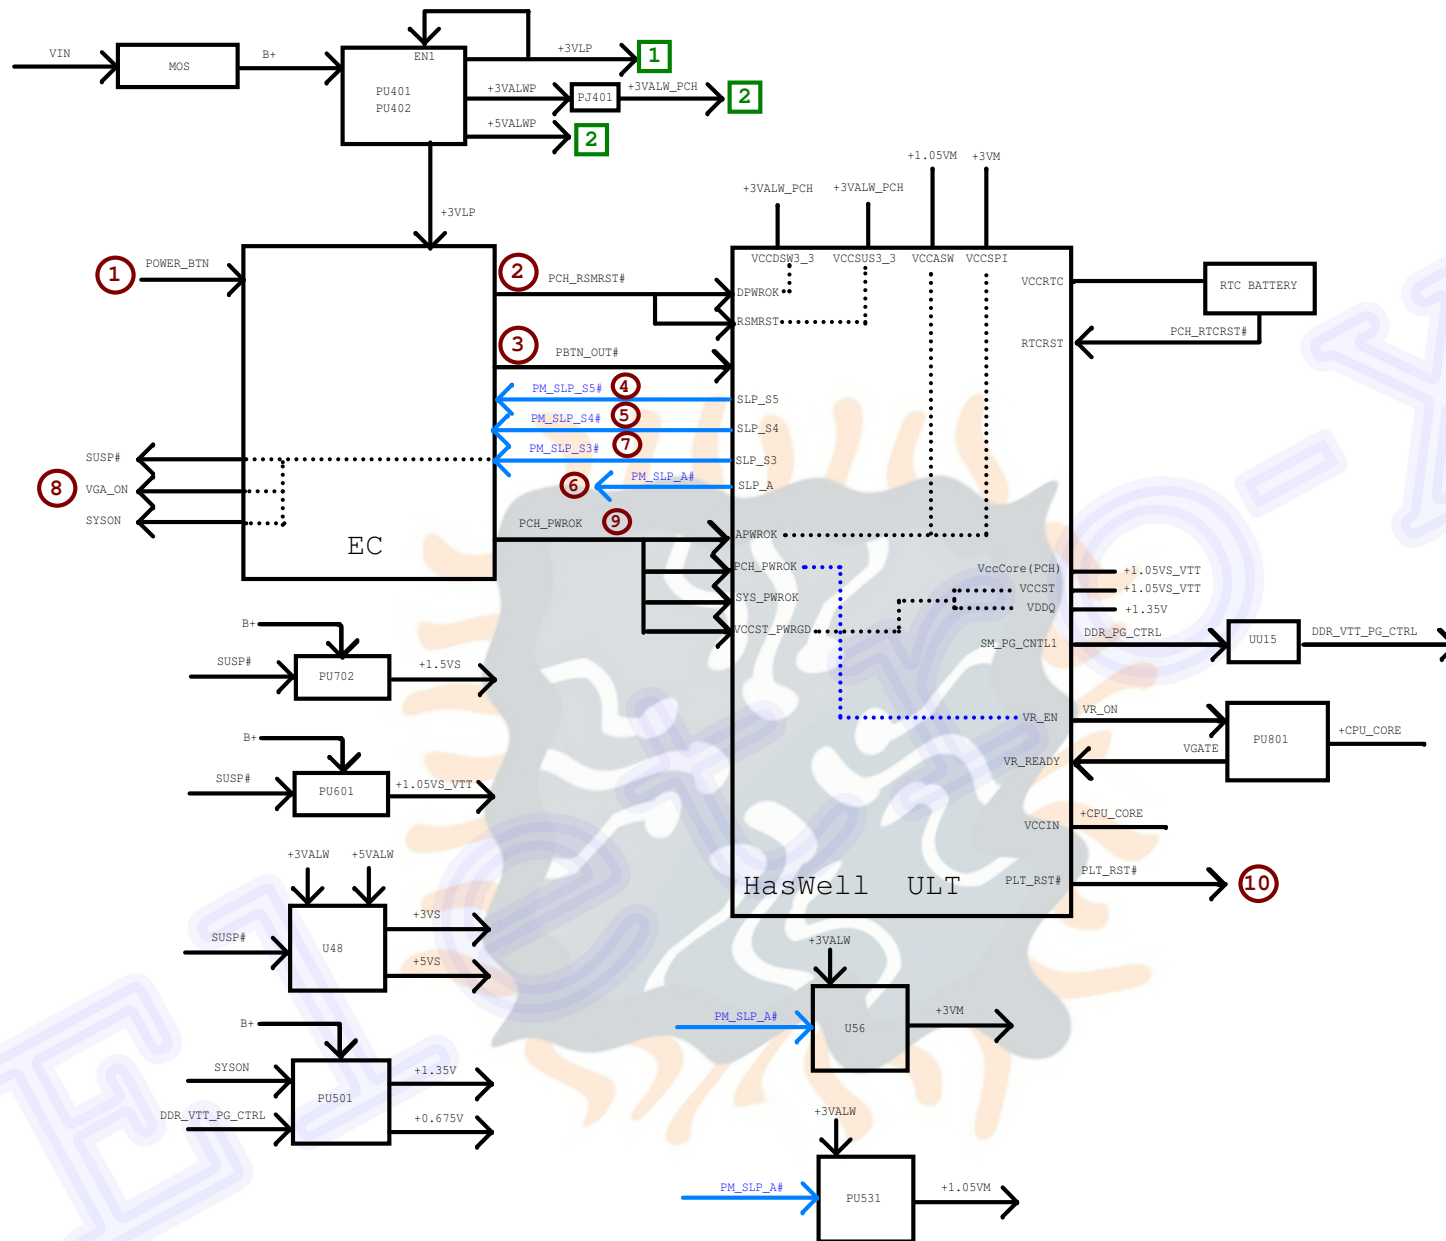 VIN
MOS
B+
EN1
PU401
PU402
+3VLP
1
+3VALWP
PJ401
+3VALW_PCH
2
+5VALWP
2
+3VLP
1
POWER_BTN
2
PCH_RSMRST#
3
PBTN_OUT#
PM_SLP_S5#
4
PM_SLP_S4#
5
PM_SLP_S3#
7
6
PM_SLP_A#
SUSP#
8
VGA_ON
SYSON
EC
PCH_PWROK
9
+3VALW_PCH
+3VALW_PCH
+1.05VM
+3VM
VCCDSW3_3
VCCSUS3_3
VCCASW
VCCSPI
DPWROK
RSMRST
SLP_S5
SLP_S4
SLP_S3
SLP_A
APWROK
PCH_PWROK
SYS_PWROK
VCCST_PWRGD
VCCRTC
RTC BATTERY
PCH_RTCRST#
RTCRST
VccCore(PCH)
+1.05VS_VTT
VCCST
+1.05VS_VTT
VDDQ
+1.35V
SM_PG_CNTL1
DDR_PG_CTRL
UU15
DDR_VTT_PG_CTRL
VR_EN
VR_ON
VGATE
VR_READY
PU801
+CPU_CORE
VCCIN
+CPU_CORE
PLT_RST#
PLT_RST#
10
HasWell ULT
B+
SUSP#
PU702
+1.5VS
B+
SUSP#
PU601
+1.05VS_VTT
+3VALW
+5VALW
SUSP#
U48
+3VS
+5VS
B+
SYSON
DDR_VTT_PG_CTRL
PU501
+1.35V
+0.675V
+3VALW
PM_SLP_A#
U56
+3VM
+3VALW
PM_SLP_A#
PU531
+1.05VM